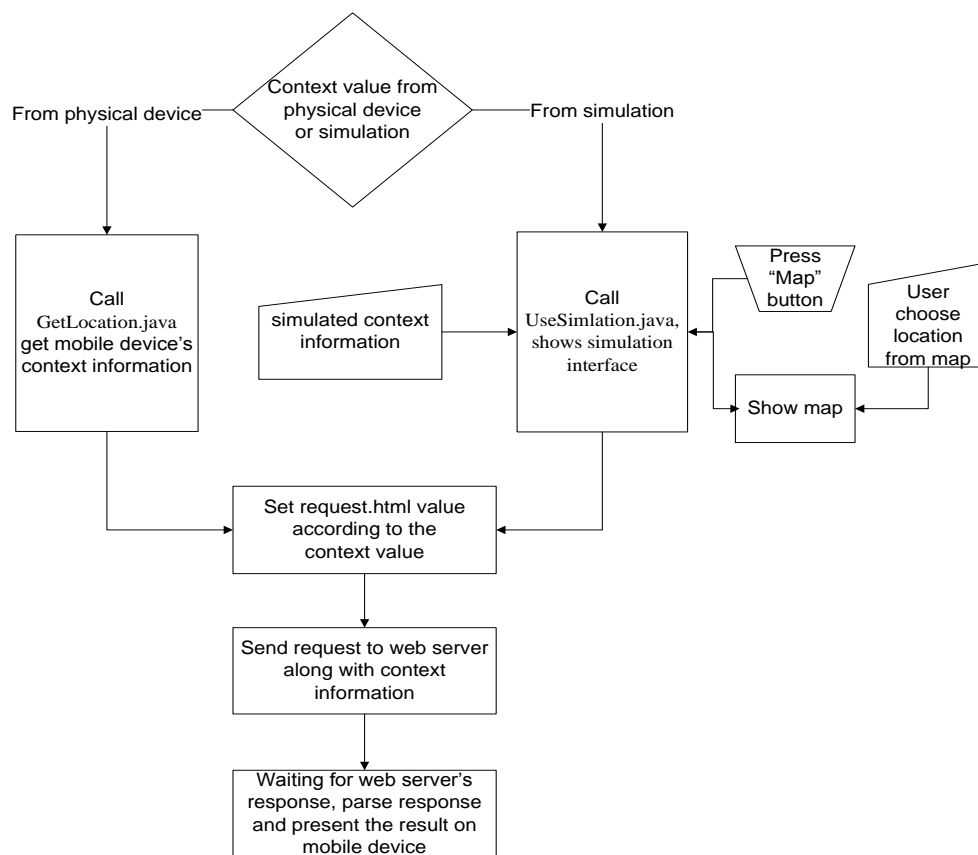 Context value from
physical device
or simulation
From physical device
From simulation
Call
GetLocation.java
get mobile device’s
context information
simulated context
information
Call
UseSimlation.java,
shows simulation
interface
Press
“Map”
button
User
choose
location
from map
Show map
Set request.html value
according to the
context value
Send request to web server
along with context
information
Waiting for web server’s
response, parse response
and present the result on
mobile device